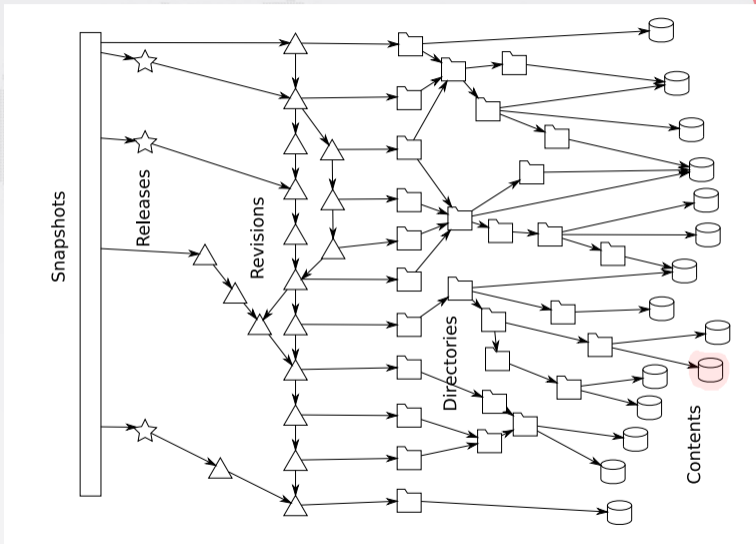 Snapshots
Releases
Revisions
Directories
Contents